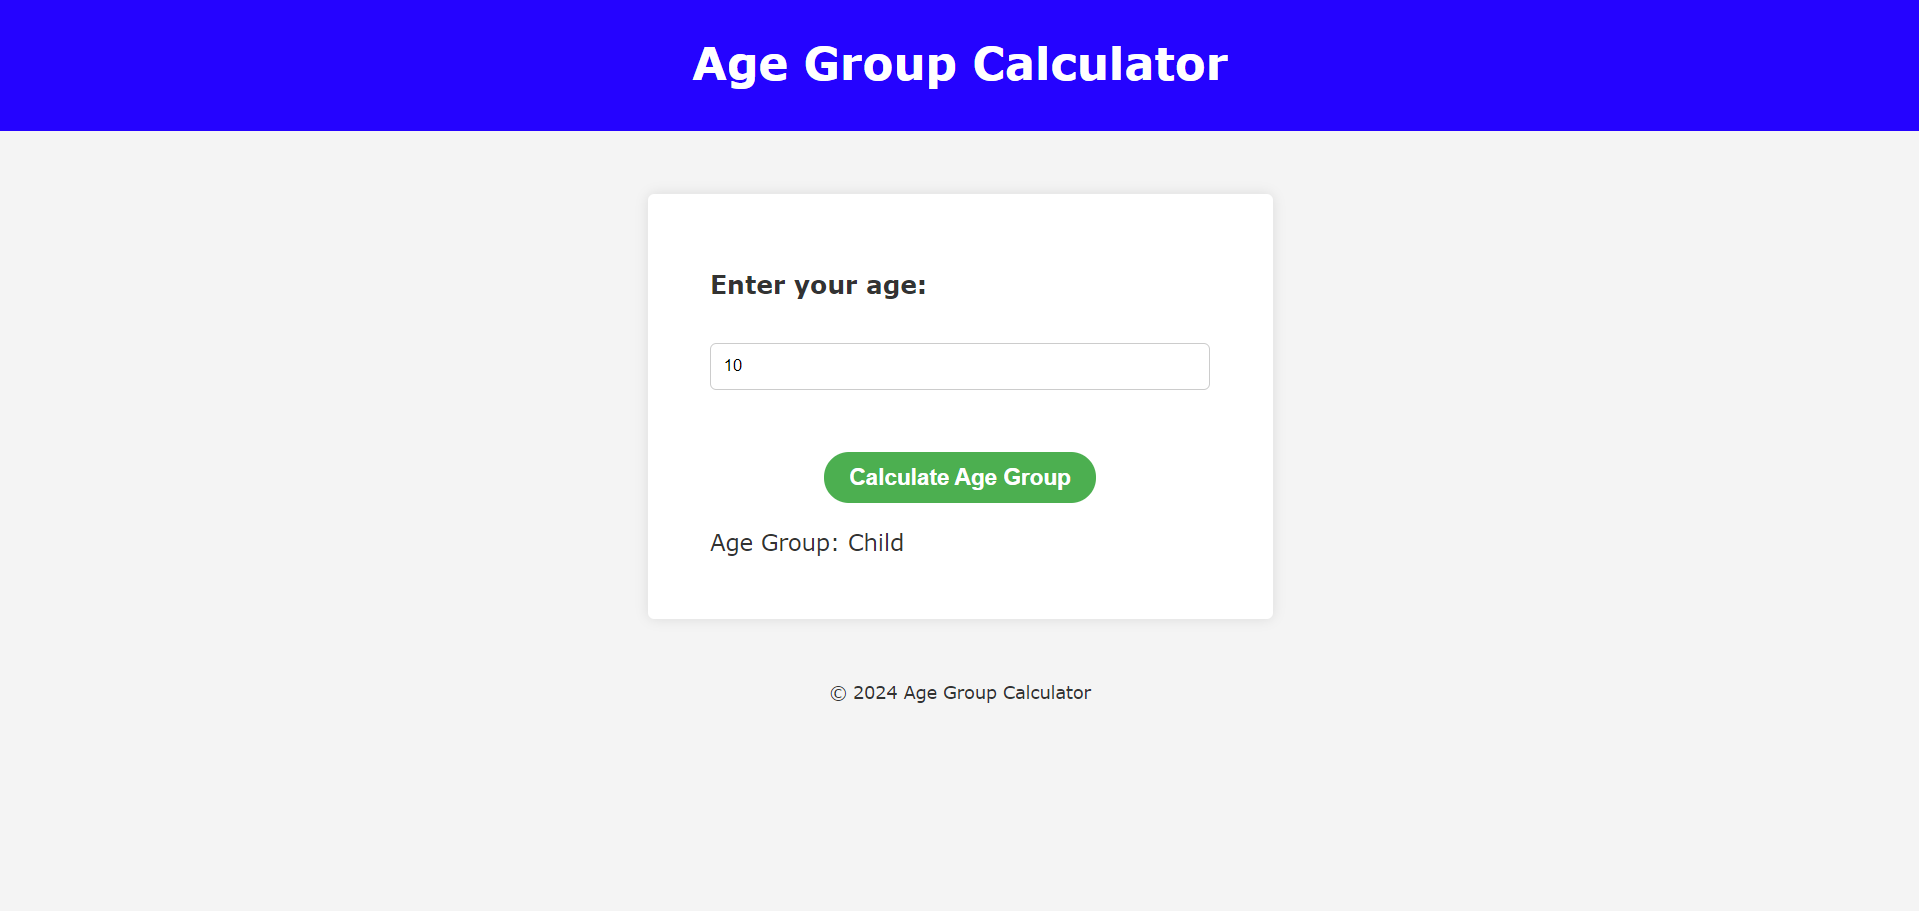 Age Group Calculator
Enter your age:
10
Calculate Age Group
Age Group: Child
© 2024 Age Group Calculator